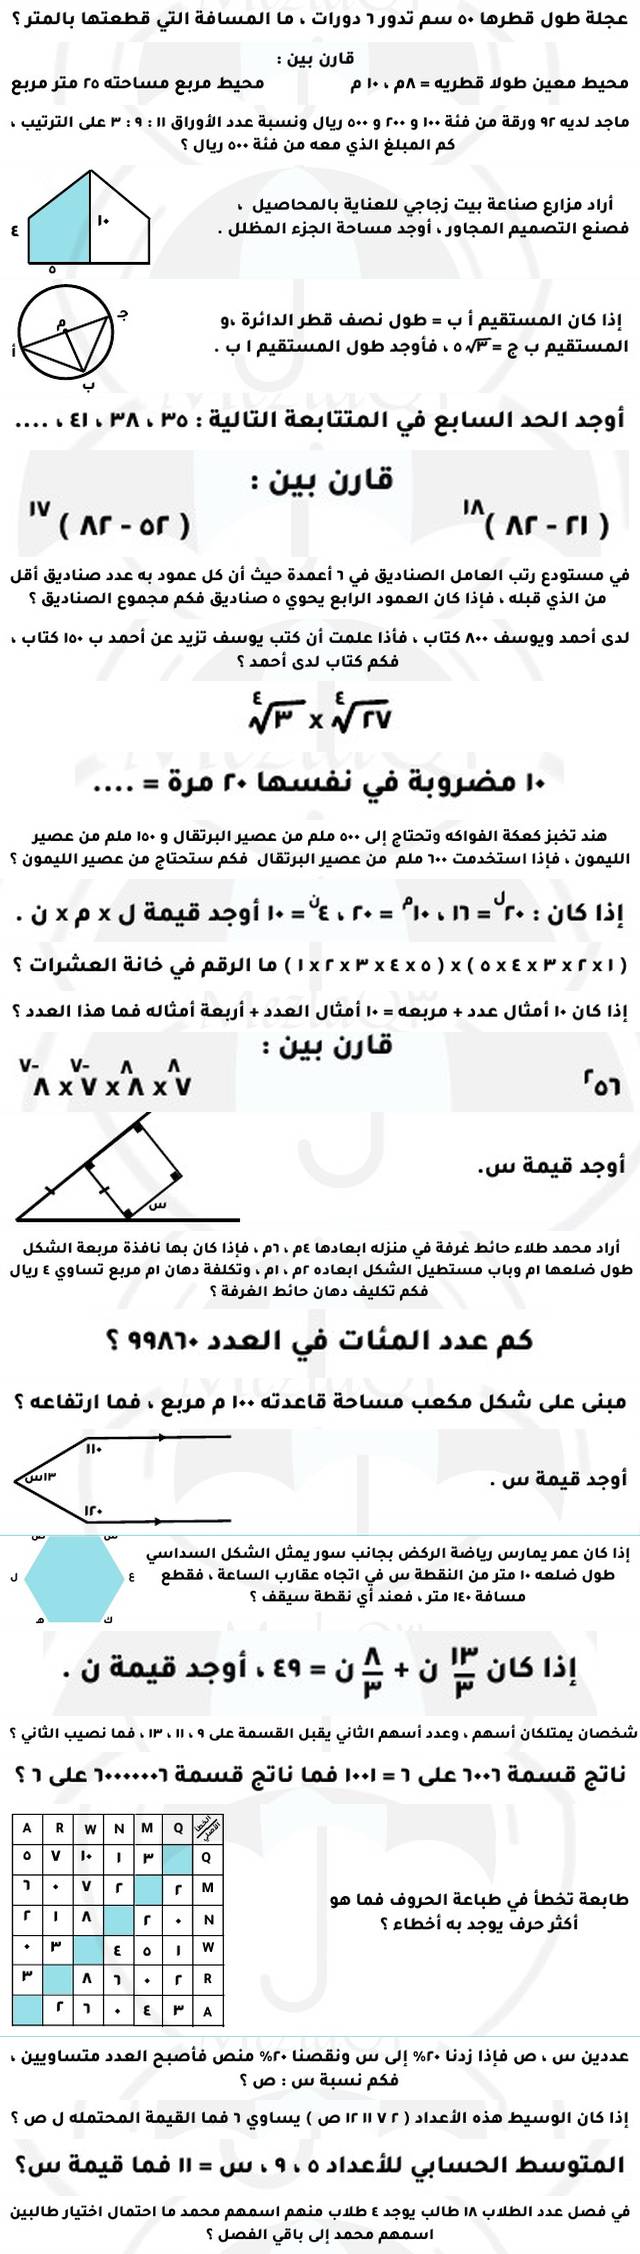 عجلة طول قطرها ٥٠ سم تدور ٦ دورات ، ما المسافة التي قطعتها بالمتر ؟
قارن بين :
محيط معين طولا قطريه = ٨م ، ١٠ م
محيط مربع مساحته ٢٥ متر مربع
ماجد لديه ٩٢ ورقة من فئة ١٠٠ و ٢٠٠ و ٥٠٠ ريال ونسبة عدد الأوراق ١١ : ٩ : ٣ على الترتيب ،
كم المبلغ الذي معه من فئة ٥٠٠ ريال ؟
أراد مزارع صناعة بيت زجاجي للعناية بالمحاصيل ،
فصنع التصميم المجاور ، أوجد مساحة الجزء المظلل .
١٠
٤
٥
إذا كان المستقيم أ ب = طول نصف قطر الدائرة ،و
المستقيم ب ج = ٣√ ٥ ، فأوجد طول المستقيم ا ب .
جـ
م
أ
ب
أوجد الحد السابع في المتتابعة التالية : ٣٥ ، ٣٨ ، ٤١ ، ....
قارن بين :
( ٢١ - ٨٢ )١٨
( ٥٢ - ٨٢ ) ١٧
في مستودع رتب العامل الصناديق في ٦ أعمدة حيث أن كل عمود به عدد صناديق أقل
من الذي قبله ، فإذا كان العمود الرابع يحوي ٥ صناديق فكم مجموع الصناديق ؟
لدى أحمد ويوسف ٨٠٠ كتاب ، فأذا علمت أن كتب يوسف تزيد عن أحمد ب ١٥٠ كتاب ،
فكم كتاب لدى أحمد ؟
٤√٢٧ x ٤√٣
١٠ مضروبة في نفسها ٢٠ مرة = ....
هند تخبز كعكة الفواكه وتحتاج إلى ٥٠٠ ملم من عصير البرتقال و ١٥٠ ملم من عصير
الليمون ، فإذا استخدمت ٦٠٠ ملم من عصير البرتقال فكم ستحتاج من عصير الليمون ؟
إذا كان : ٢٠ل = ١٦ ، ١٠م = ٢٠ ، ٤ن = ١٠ أوجد قيمة ل x م x ن .
( ١x٢x٣x٤x٥ ) x ( ٥x٤x٣x٢x١ ) ما الرقم في خانة العشرات ؟
إذا كان ١٠ أمثال عدد + مربعه = ١٠ أمثال العدد + أربعة أمثاله فما هذا العدد ؟
قارن بين :
٥٦٢
٧٨ x ٨٨ x ٧-٧ x ٨-٧
أوجد قيمة س.
س
أراد محمد طلاء حائط غرفة في منزله ابعادها ٤م ، ٦م ، فإذا كان بها نافذة مربعة الشكل
طول ضلعها ١م وباب مستطيل الشكل ابعاده ٢م ، ١م ، وتكلفة دهان ١م مربع تساوي ٤ ريال
فكم تكليف دهان حائط الغرفة ؟
كم عدد المئات في العدد ٩٩٨٦٠ ؟
مبنى على شكل مكعب مساحة قاعدته ١٠٠ م مربع ، فما ارتفاعه ؟
أوجد قيمة س .
١١٠
١٣س
١٢٠
إذا كان عمر يمارس رياضة الركض بجانب سور يمثل الشكل السداسي
طول ضلعه ١٠ متر من النقطة س في اتجاه عقارب الساعة ، فقطع
مسافة ١٤٠ متر ، فعند أي نقطة سيقف ؟
ع
ل
ك
هـ
إذا كان ١٣/٣ ن + ٨/٣ ن = ٤٩ ، أوجد قيمة ن .
شخصان يمتلكان أسهم ، وعدد أسهم الثاني يقبل القسمة على ٩ ، ١١ ، ١٣ ، فما نصيب الثاني ؟
ناتج قسمة ٦٠٠٦ على ٦ = ١٠٠١ فما ناتج قسمة ٦٠٠٠٠٠٠٦ على ٦ ؟
طابعة تخطأ في طباعة الحروف فما هو
أكثر حرف يوجد به أخطاء ؟
A R W N M Q الخطأ الأصلي
٥ ٧ ١٠ ١ ٣ Q
٦ ٠ ٧ ٢ ٢ M
٢ ١ ٨ ٢ ٠ N
٠ ٣ ٤ ٥ ١ W
٣ ٨ ٦ ٠ ٢ R
٢ ٦ ٠ ٤ ٣ A
عددين س ، ص فإذا زدنا ٢٠% إلى س ونقصنا ٢٠% منص فأصبح العدد متساويين ،
فكم نسبة س : ص ؟
إذا كان الوسيط هذه الأعداد ( ٢ ٧ ١١ ١٢ ص ) يساوي ٦ فما القيمة المحتمله ل ص ؟
المتوسط الحسابي للأعداد ٥ ، ٩ ، س = ١١ فما قيمة س؟
في فصل عدد الطلاب ١٨ طالب يوجد ٤ طلاب منهم اسمهم محمد ما احتمال اختيار طالبين
اسمهم محمد إلى باقي الفصل ؟